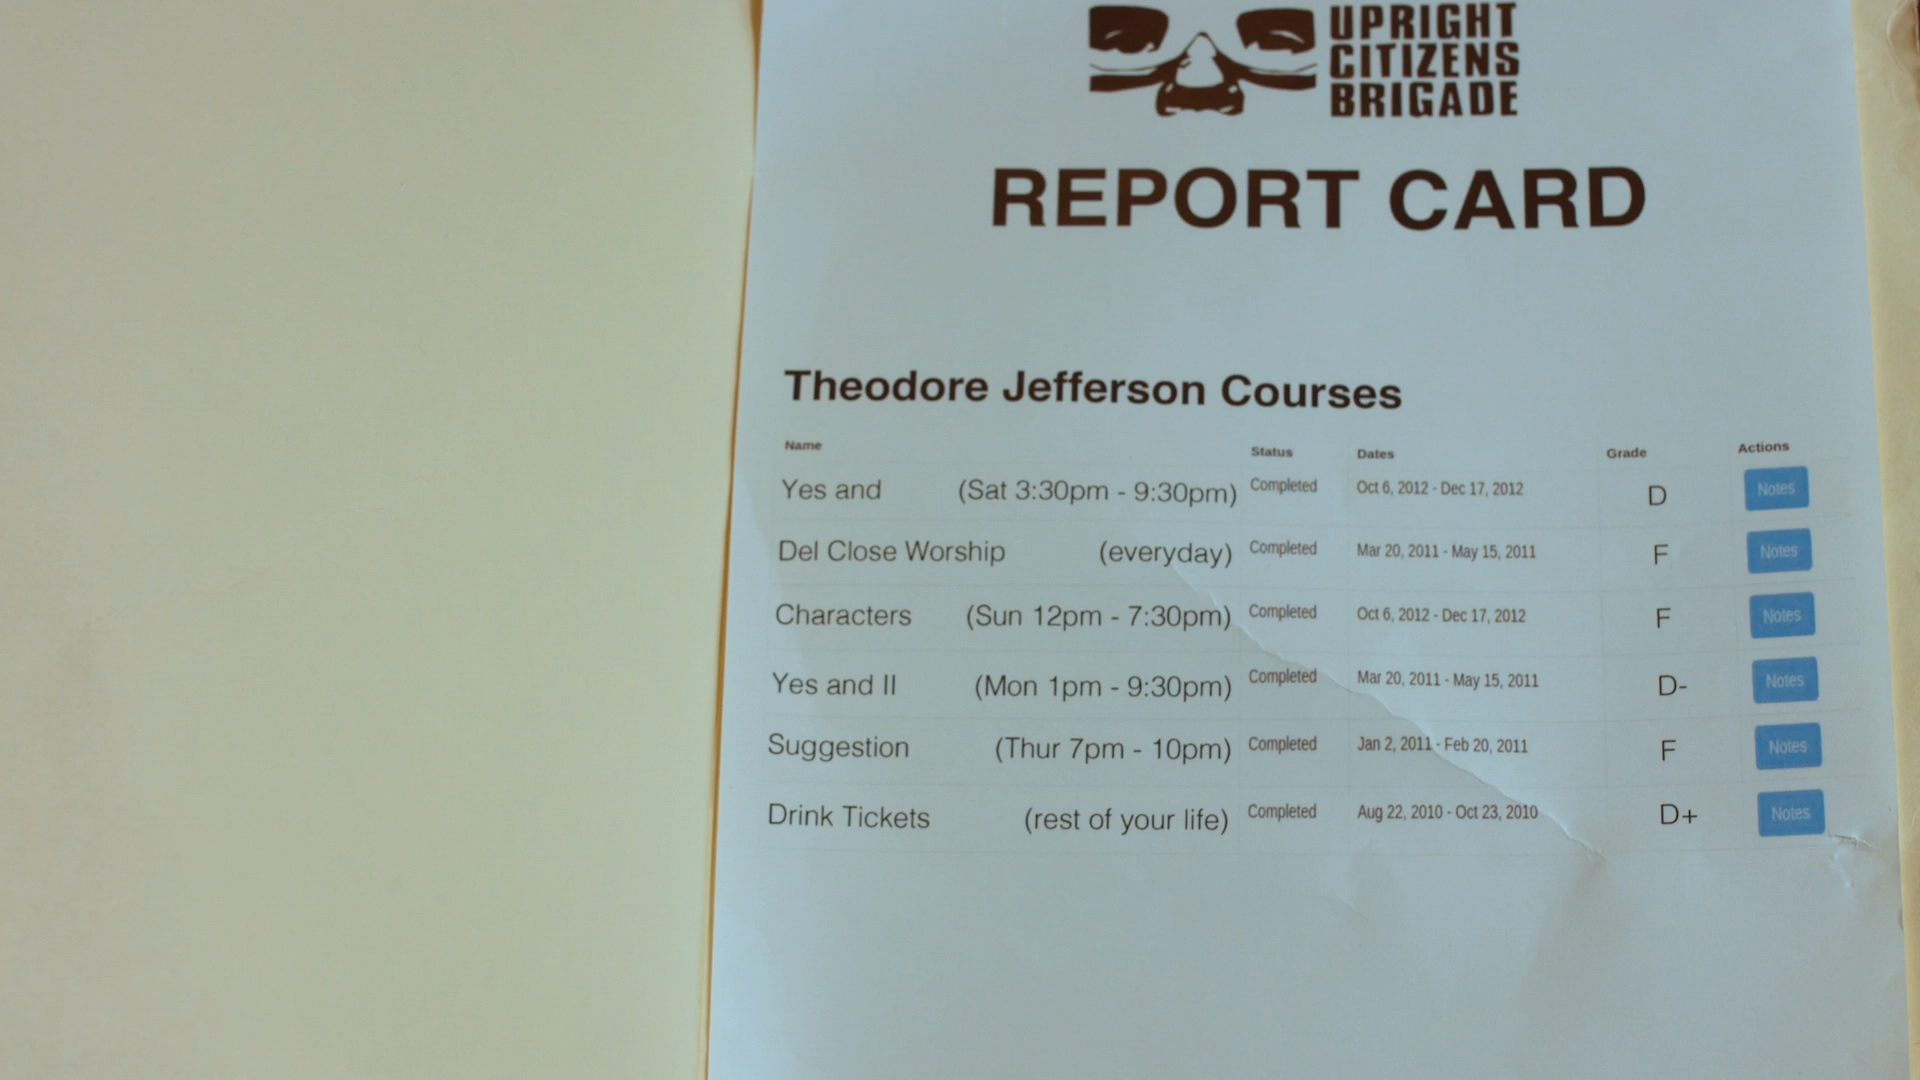 UPRIGHT
CITIZENS
BRIGADE
REPORT CARD
Theodore Jefferson Courses
Name Status Dates Grade Actions
Yes and (Sat 3:30pm - 9:30pm) Completed Oct 6, 2012 - Dec 17, 2012 D Notes
Del Close Worship (everyday) Completed Mar 20, 2011 - May 15, 2011 F Notes
Characters (Sun 12pm - 7:30pm) Completed Oct 6, 2012 - Dec 17, 2012 F Notes
Yes and II (Mon 1pm - 9:30pm) Completed Mar 20, 2011 - May 15, 2011 D- Notes
Suggestion (Thur 7pm - 10pm) Completed Jan 2, 2011 - Feb 20, 2011 F Notes
Drink Tickets (rest of your life) Completed Aug 22, 2010 - Oct 23, 2010 D+ Notes